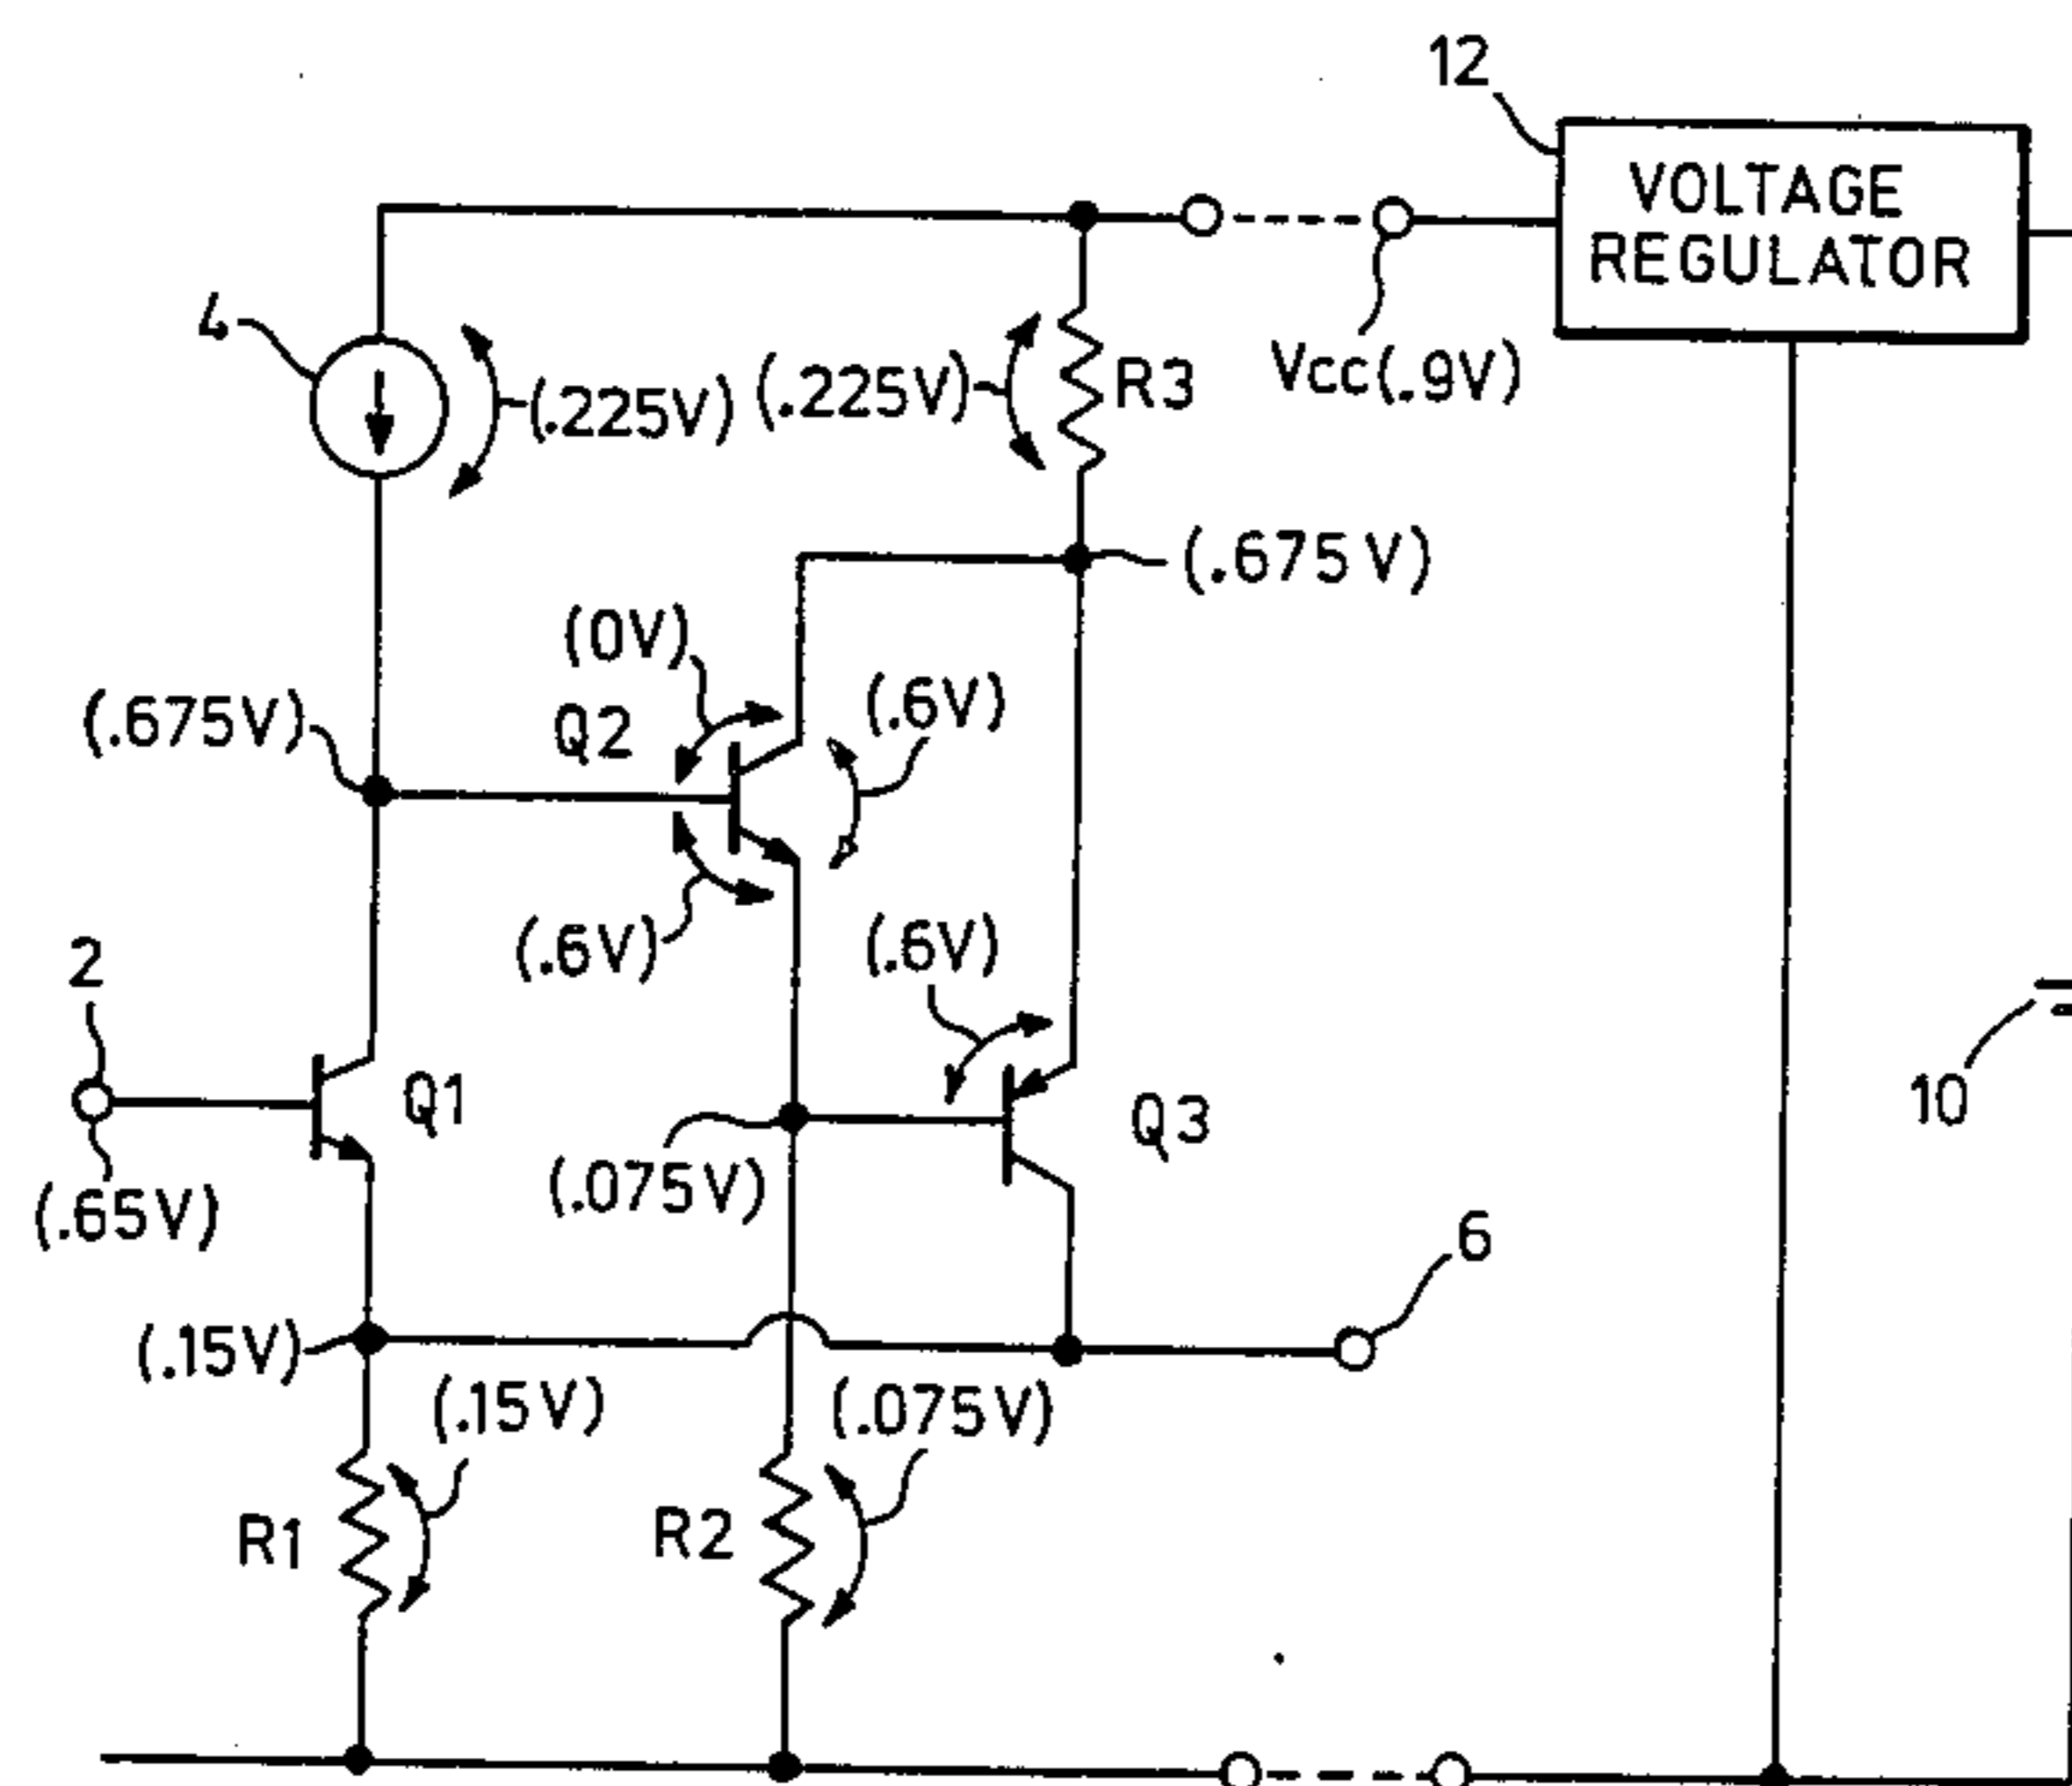 12
VOLTAGE
REGULATOR
4
(.225V)
(.225V)
R3
Vcc(.9V)
(.675V)
(0V)
(.675V)
Q2
(.6V)
(.6V)
(.6V)
2
Q1
Q3
10
(.075V)
(.65V)
6
(.15V)
(.15V)
(.075V)
R1
R2